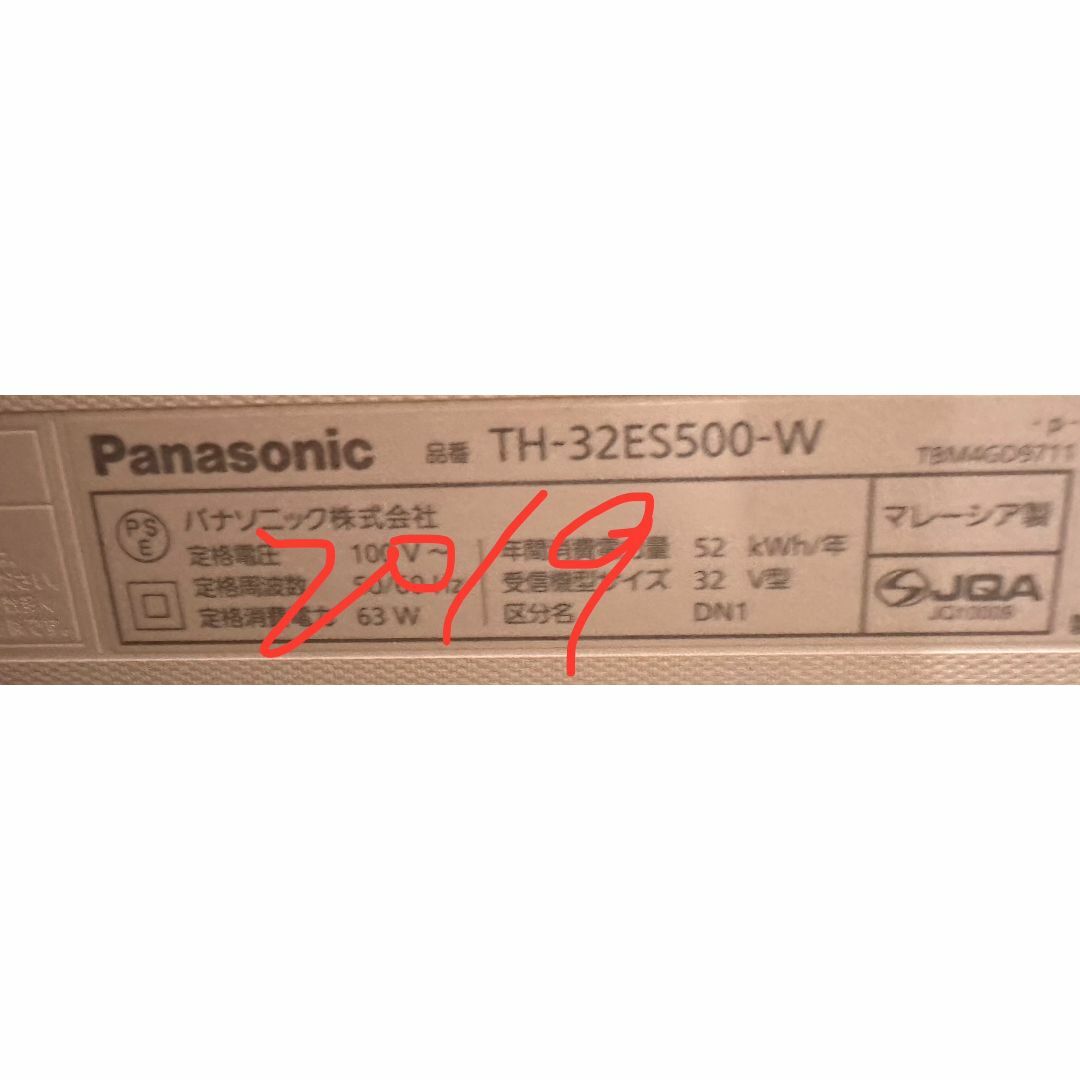 Panasonic 品番 TH-32ES500-W
TBM4GD9711
PS
E
パナソニック株式会社
定格電圧 100 V ~
定格周波数 50/60 Hz
定格消費電力 63 W
年間消費電力量 52 kWh/年
受信機型サイズ 32 V型
区分名 DN1
マレーシア製
JQA
2019